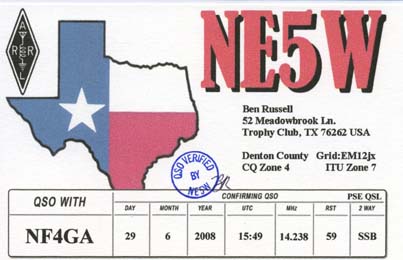 ARRL
NE5W
Ben Russell
52 Meadowbrook Ln.
Trophy Club, TX 76262 USA
Denton County Grid:EM12jx
CQ Zone 4 ITU Zone 7
QSO VERIFIED
BY
NE5W
BR
QSO WITH
CONFIRMING QSO
PSE QSL
DAY MONTH YEAR UTC MHz RST 2 WAY
NF4GA 29 6 2008 15:49 14.238 59 SSB